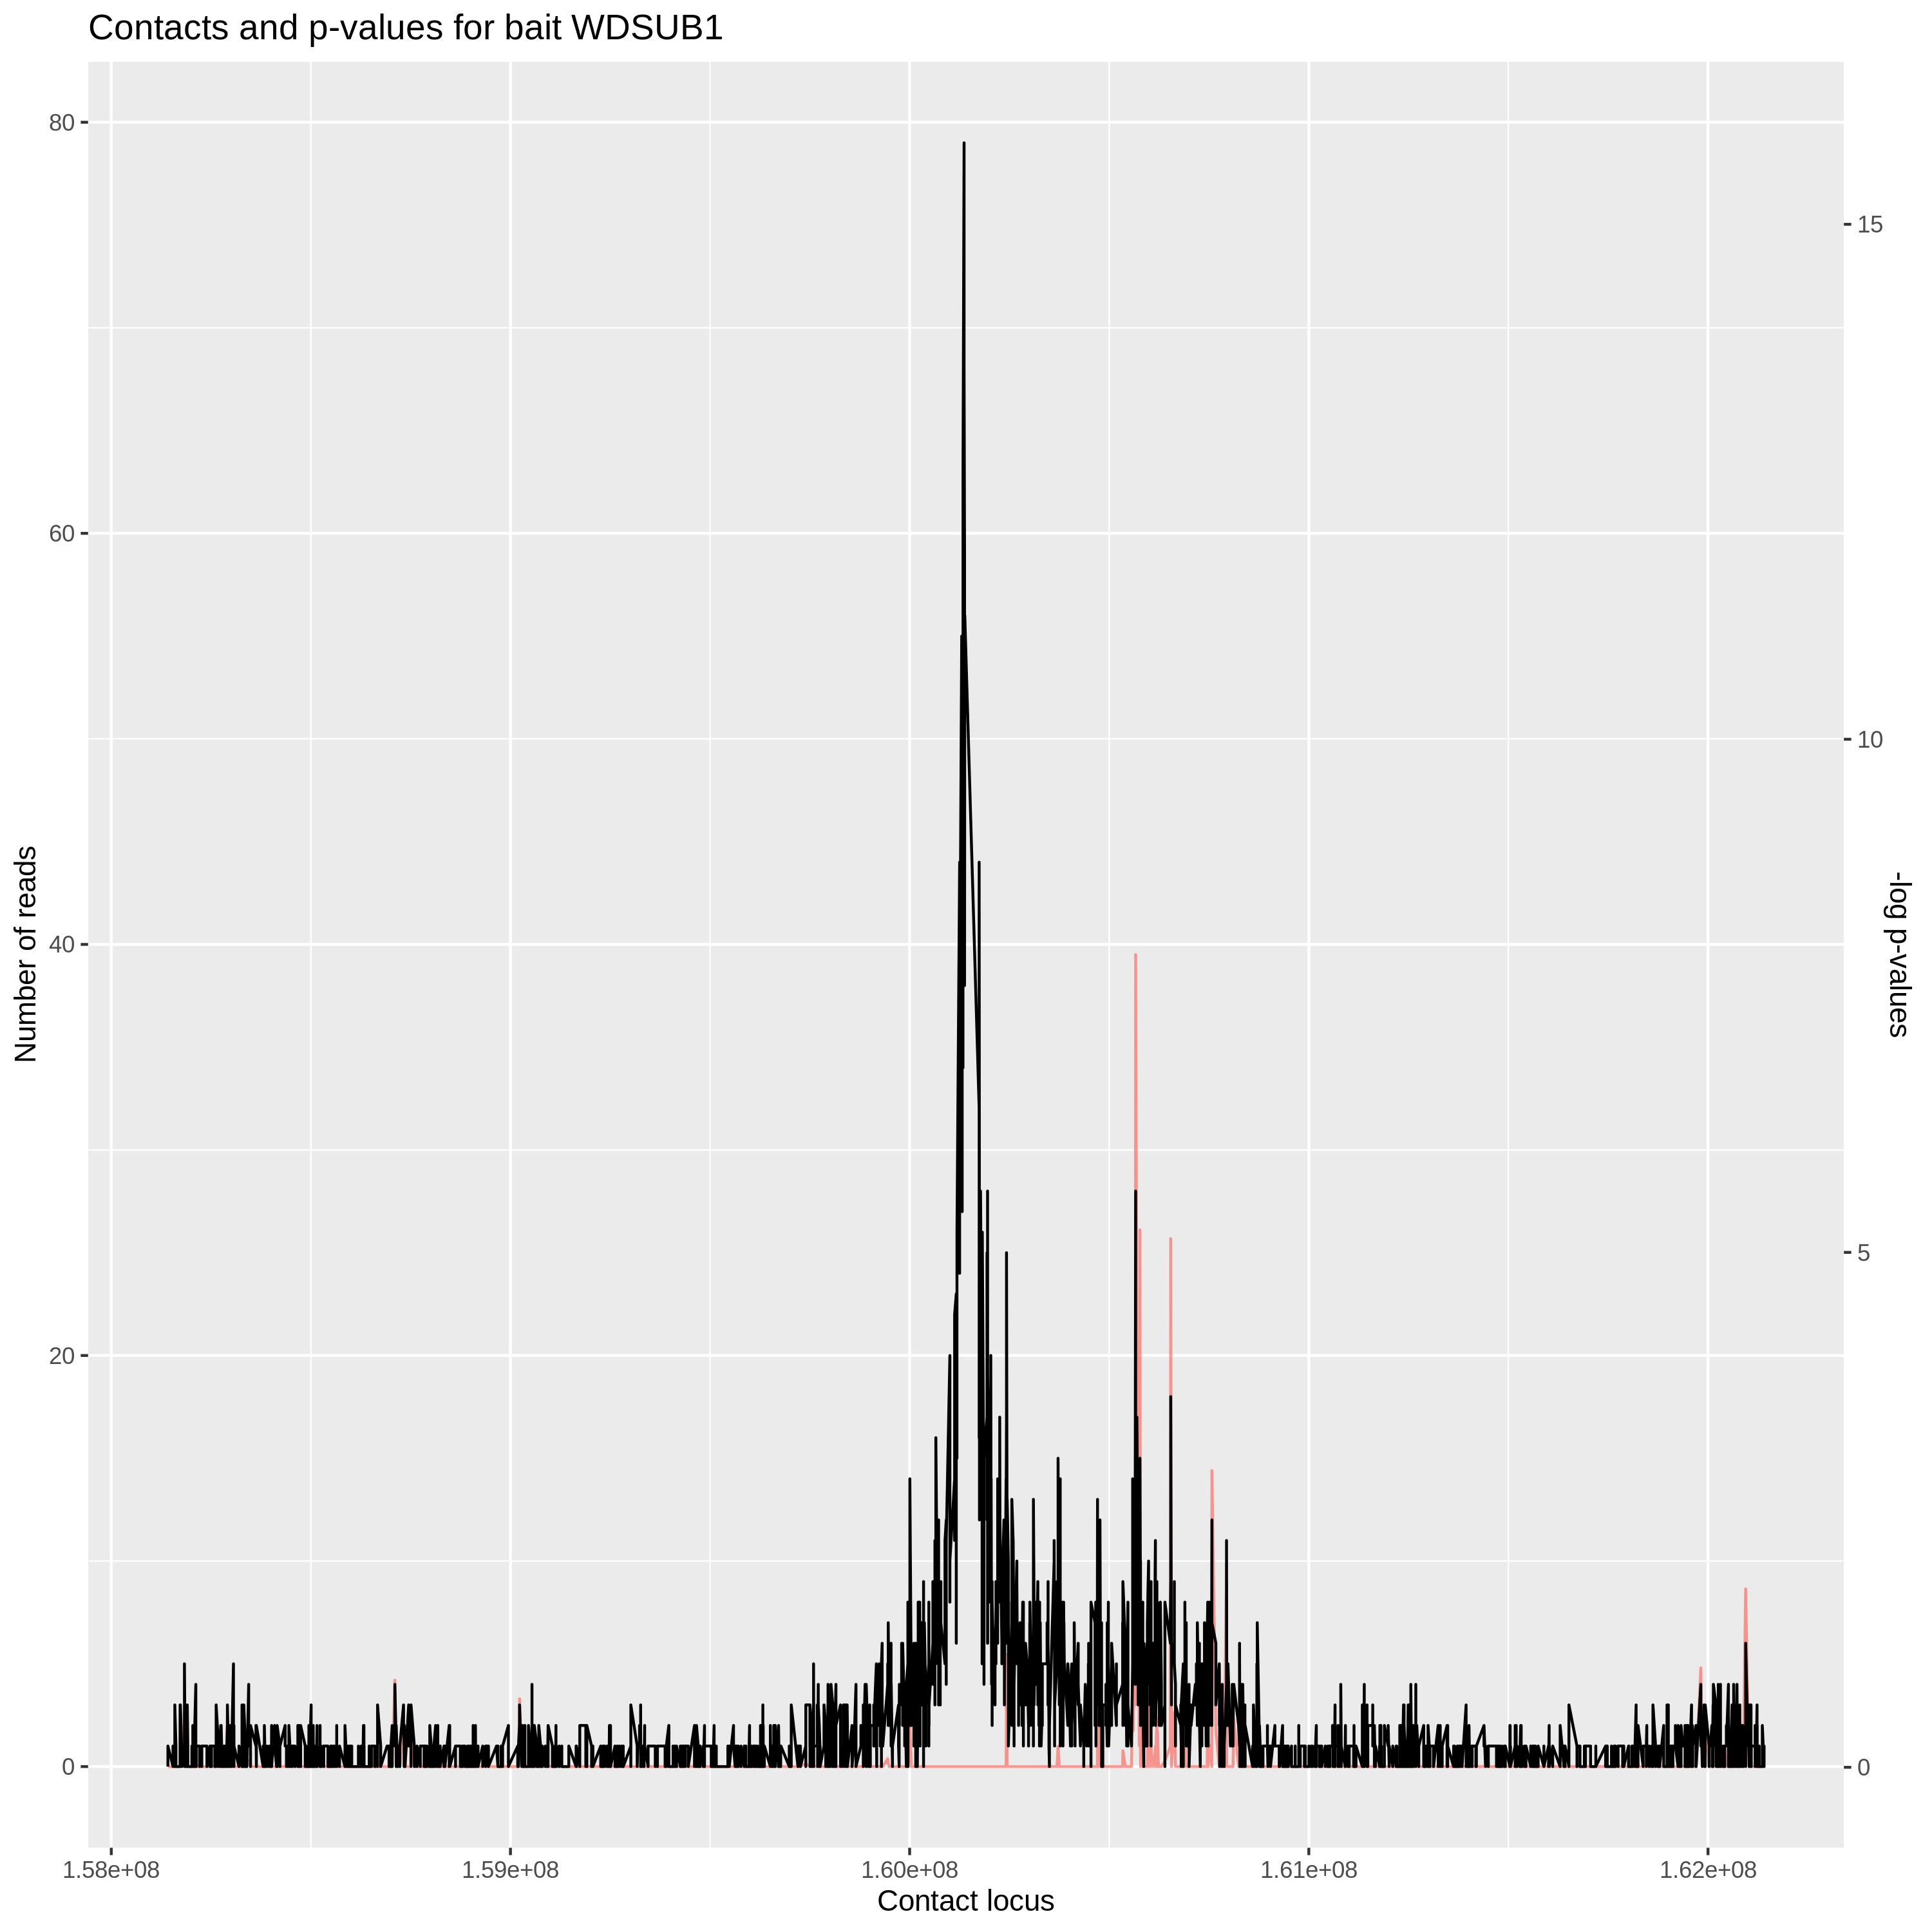 Contacts and p-values for bait WDSUB1
80
60
40
20
0
Number of reads
15
10
5
0
-log p-values
1.58e+08 1.59e+08 1.60e+08 1.61e+08 1.62e+08
Contact locus